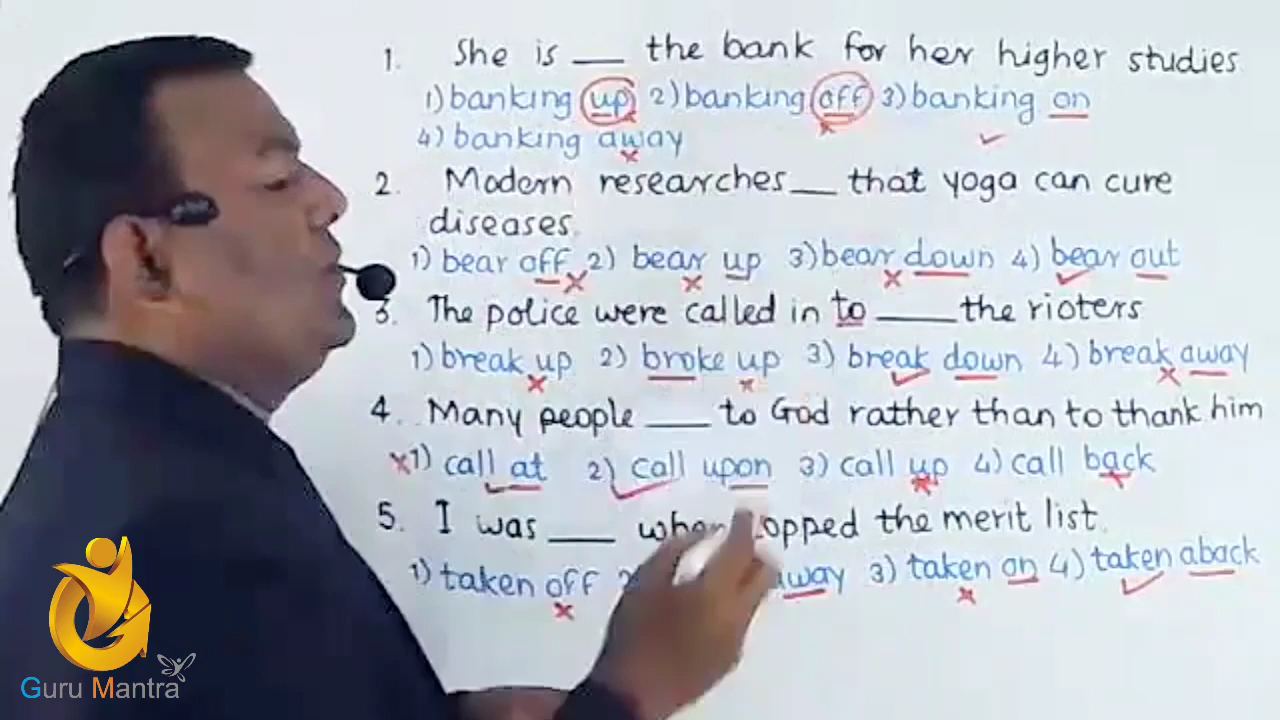 1. She is ___ the bank for her higher studies
1) banking up 2) banking off 3) banking on
4) banking away
2. Modern researches ___ that yoga can cure
diseases.
1) bear off 2) bear up 3) bear down 4) bear out
3. The police were called in to ___ the rioters
1) break up 2) broke up 3) break down 4) break away
4. Many people ___ to God rather than to thank him
1) call at 2) call upon 3) call up 4) call back
5. I was ___ when topped the merit list.
1) taken off 2 away 3) taken on 4) taken aback
Guru Mantra